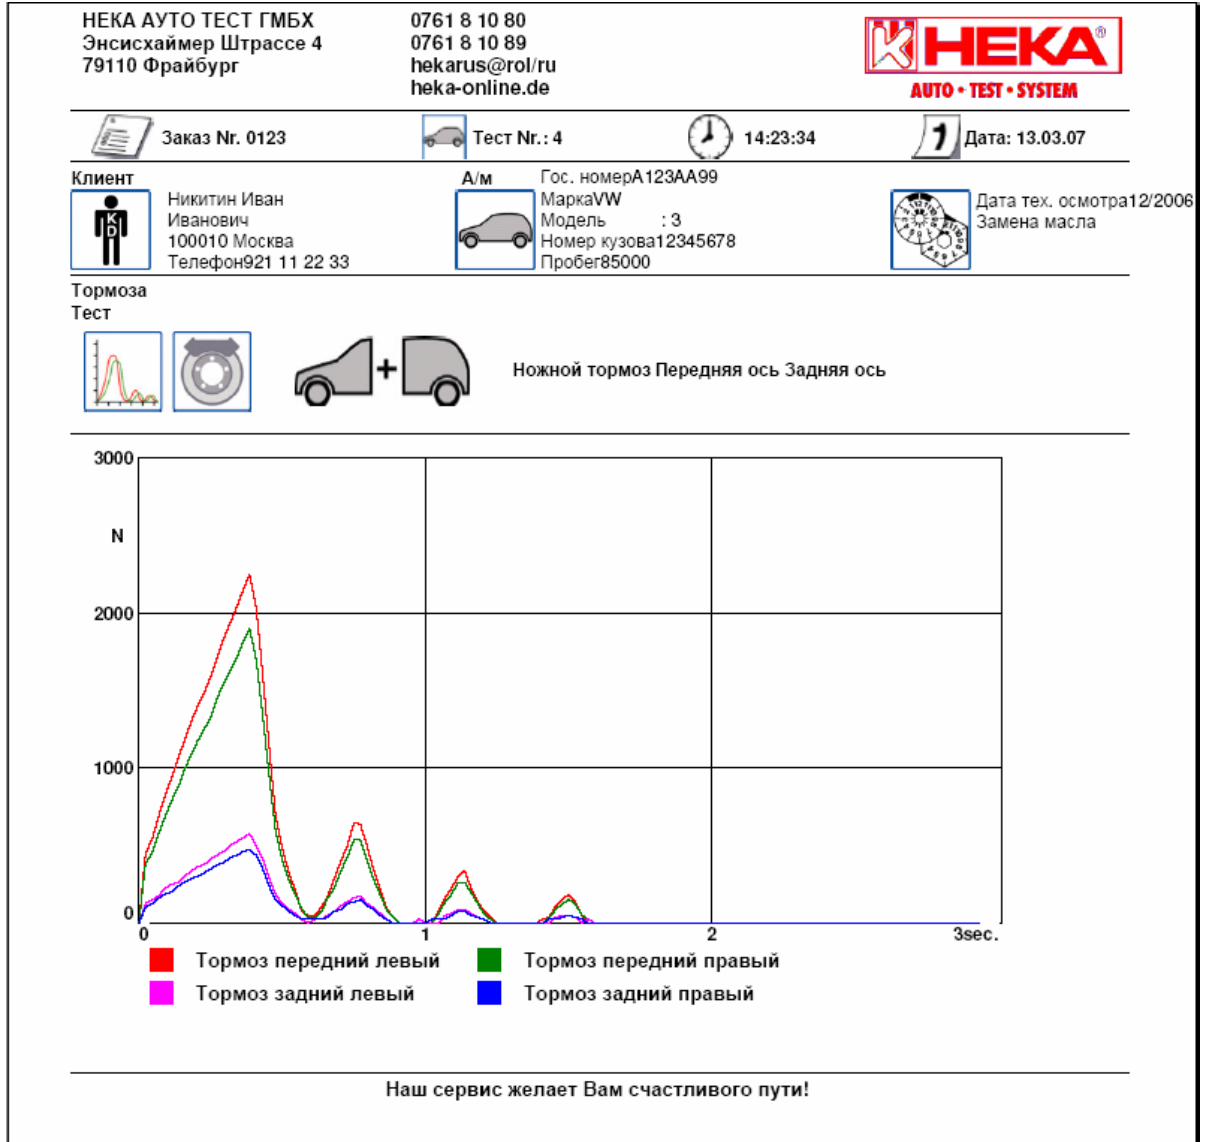 НЕКА АУТО ТЕСТ ГМБХ
Энсисхаймер Штрассе 4
79110 Фрайбург
0761 8 10 80
0761 8 10 89
hekarus@rol/ru
heka-online.de
HEKA®
AUTO • TEST • SYSTEM
Заказ Nr. 0123
Тест Nr.: 4
14:23:34
1
Дата: 13.03.07
Клиент
KD
Никитин Иван
Иванович
100010 Москва
Телефон921 11 22 33
А/м
Гос. номерА123АА99
МаркаVW
Модель : 3
Номер кузова12345678
Пробег85000
Дата тех. осмотра12/2006
Замена масла
Тормоза
Тест
Ножной тормоз Передняя ось Задняя ось
3000
N
2000
1000
0
0 1 2 3sec.
Тормоз передний левый
Тормоз передний правый
Тормоз задний левый
Тормоз задний правый
Наш сервис желает Вам счастливого пути!